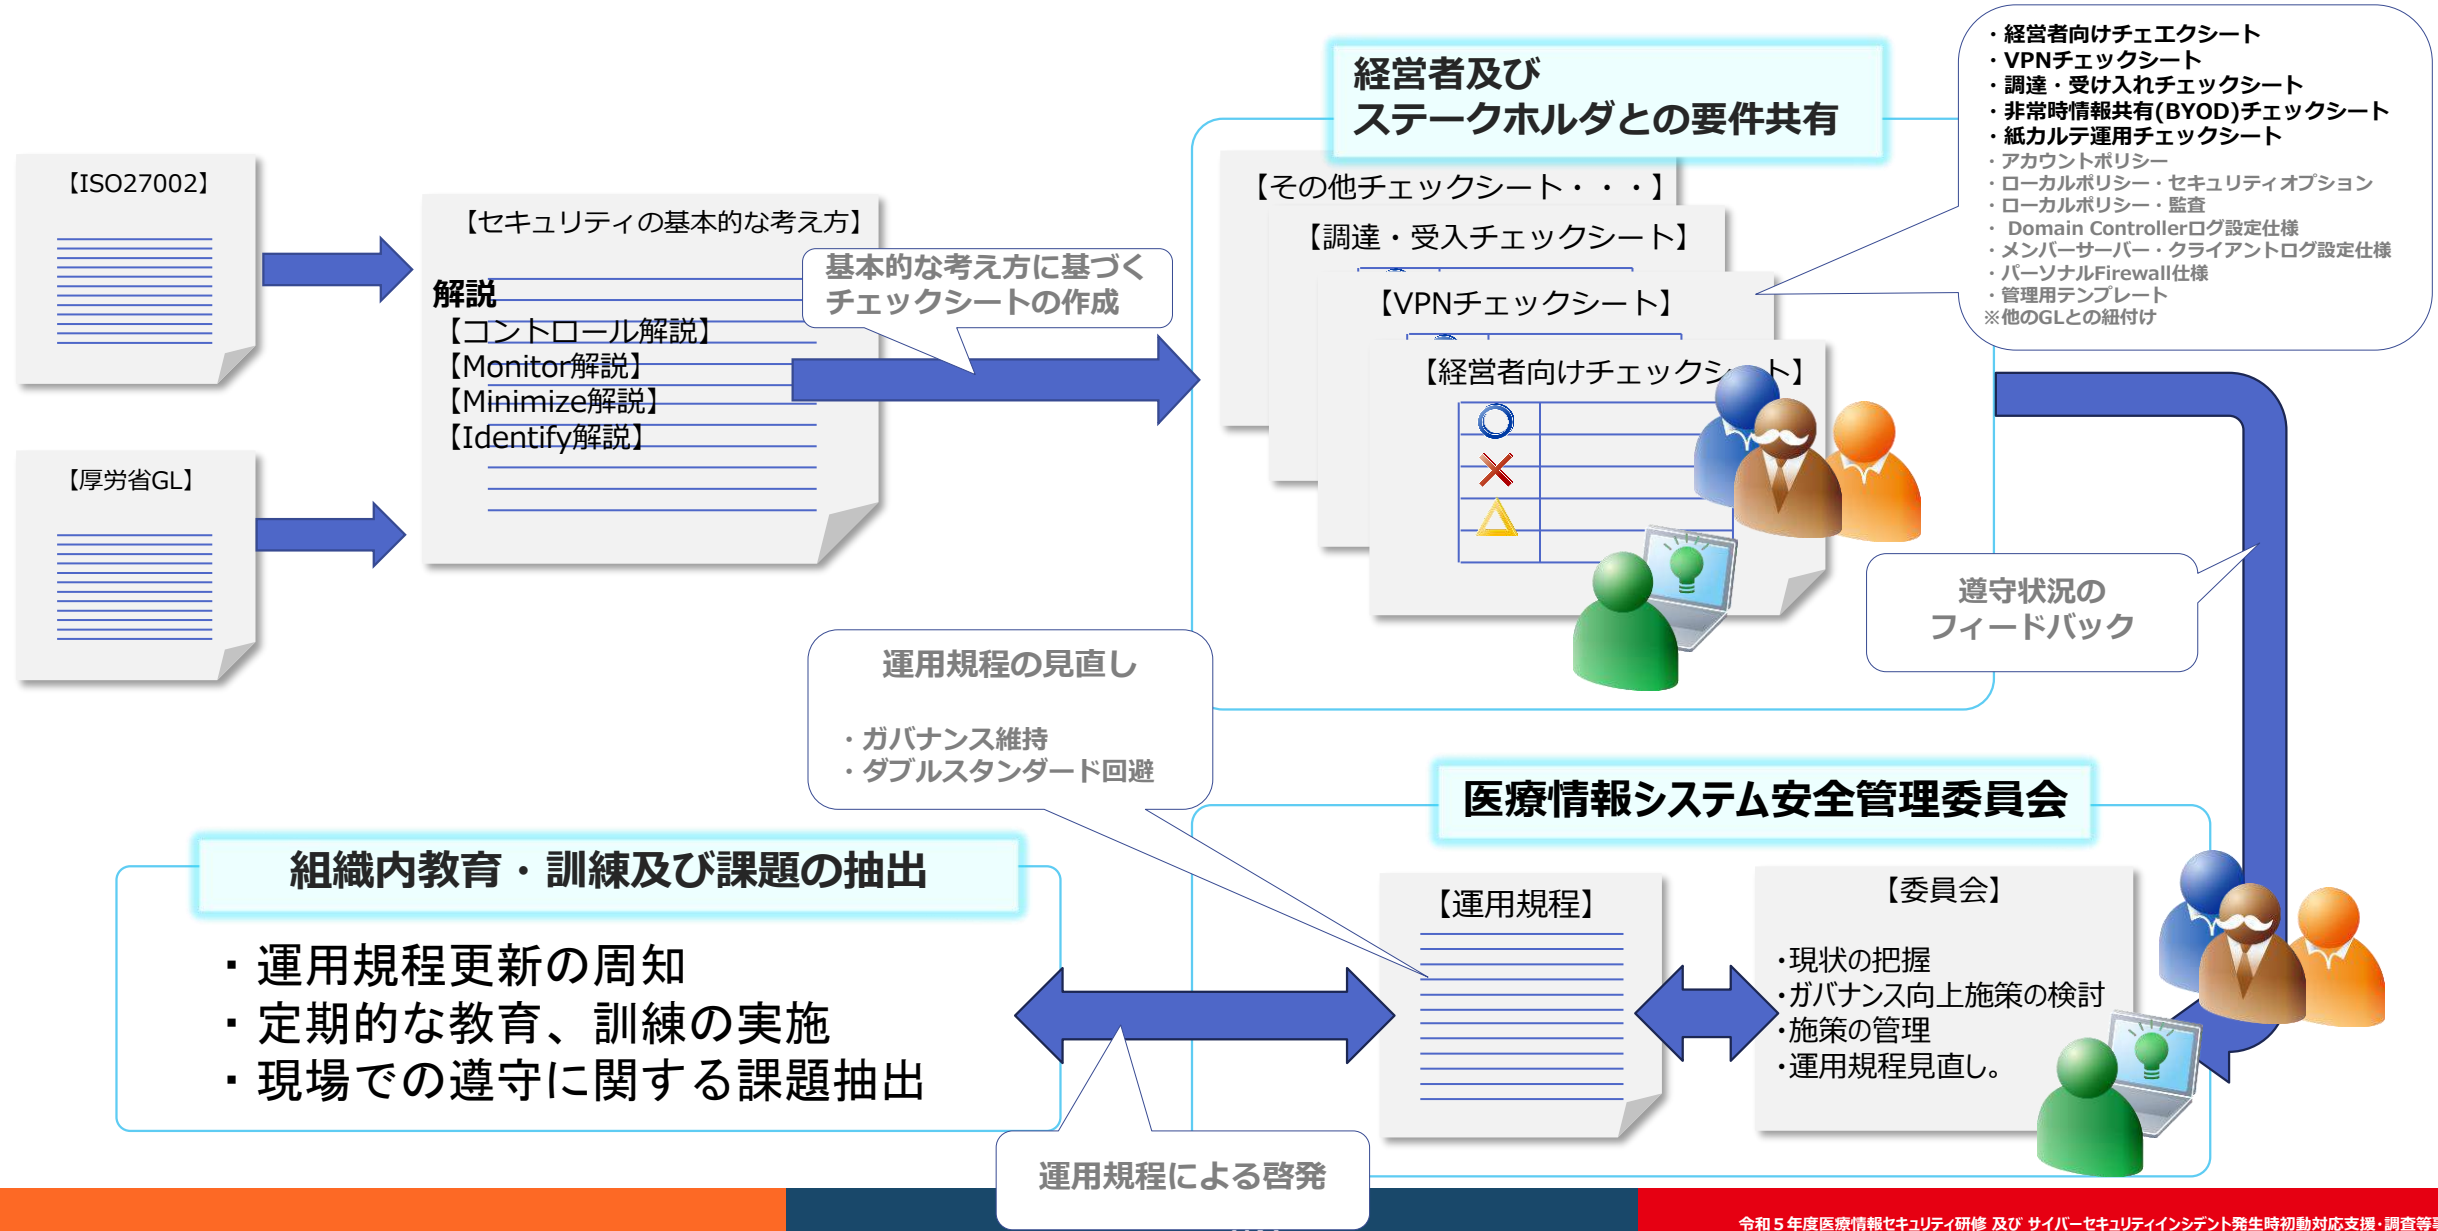 【ISO27002】
【厚労省GL】
【セキュリティの基本的な考え方】
解説
【コントロール解説】
【Monitor解説】
【Minimize解説】
【Identify解説】
基本的な考え方に基づく
チェックシートの作成
経営者及び
ステークホルダとの要件共有
【その他チェックシート・・・】
【調達・受入チェックシート】
【VPNチェックシート】
【経営者向けチェックシート】
・経営者向けチェエクシート
・VPNチェックシート
・調達・受け入れチェックシート
・非常時情報共有(BYOD)チェックシート
・紙カルテ運用チェックシート
・アカウントポリシー
・ローカルポリシー・セキュリティオプション
・ローカルポリシー・監査
・ Domain Controllerログ設定仕様
・メンバーサーバー・クライアントログ設定仕様
・パーソナルFirewall仕様
・管理用テンプレート
※他のGLとの紐付け
遵守状況の
フィードバック
運用規程の見直し
・ガバナンス維持
・ダブルスタンダード回避
医療情報システム安全管理委員会
【運用規程】
【委員会】
・現状の把握
・ガバナンス向上施策の検討
・施策の管理
・運用規程見直し。
組織内教育・訓練及び課題の抽出
・運用規程更新の周知
・定期的な教育、訓練の実施
・現場での遵守に関する課題抽出
運用規程による啓発
令和５年度医療情報セキュリティ研修 及び サイバーセキュリティインシデント発生時初動対応支援・調査等